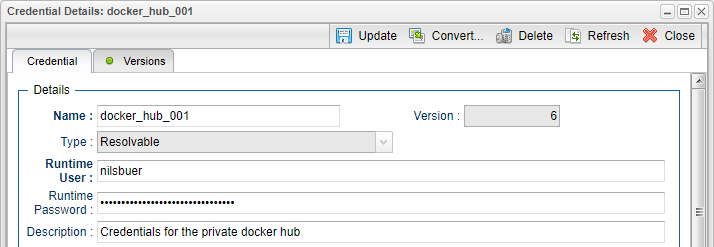 Credential Details: docker_hub_001
Update Convert... Delete Refresh Close
Credential Versions
Details
Name : docker_hub_001 Version : 6
Type : Resolvable
Runtime
User : nilsbuer
Runtime
Password : ••••••••••••••••••••••••••••••••
Description : Credentials for the private docker hub